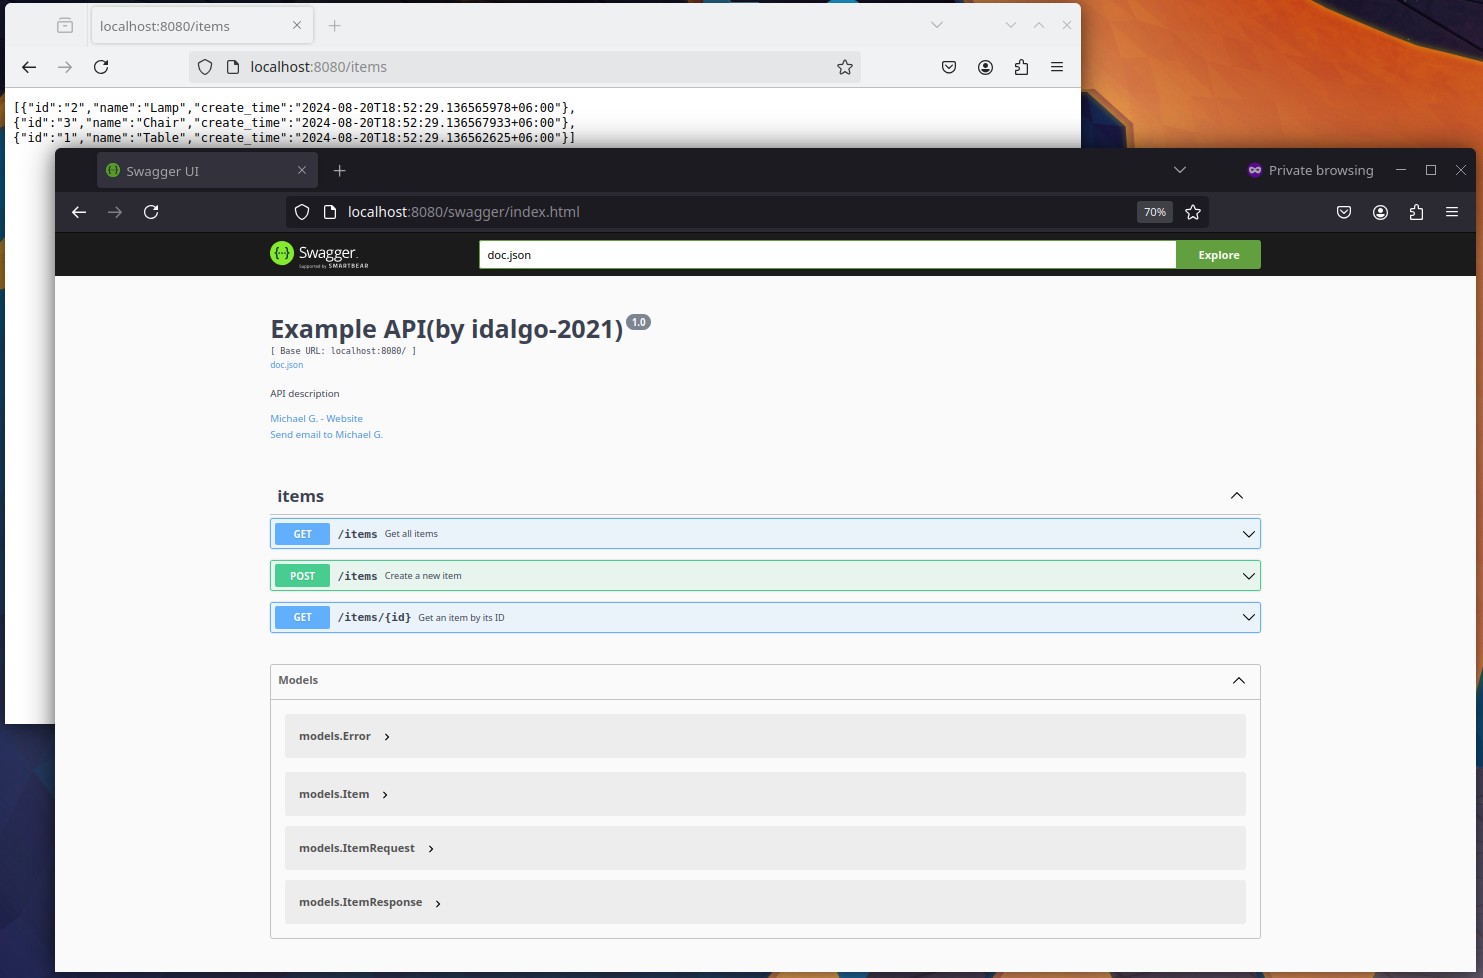 localhost:8080/items
localhost:8080/items
[{"id":"2","name":"Lamp","create_time":"2024-08-20T18:52:29.136565978+06:00"},
{"id":"3","name":"Chair","create_time":"2024-08-20T18:52:29.136567933+06:00"},
{"id":"1","name":"Table","create_time":"2024-08-20T18:52:29.136562625+06:00"}]
Swagger UI
Private browsing
localhost:8080/swagger/index.html
70%
Swagger.
Supported by SMARTBEAR
doc.json
Explore
Example API(by idalgo-2021) 1.0
[ Base URL: localhost:8080/ ]
doc.json
API description
Michael G. - Website
Send email to Michael G.
items
GET /items Get all items
POST /items Create a new item
GET /items/{id} Get an item by its ID
Models
models.Error
models.Item
models.ItemRequest
models.ItemResponse